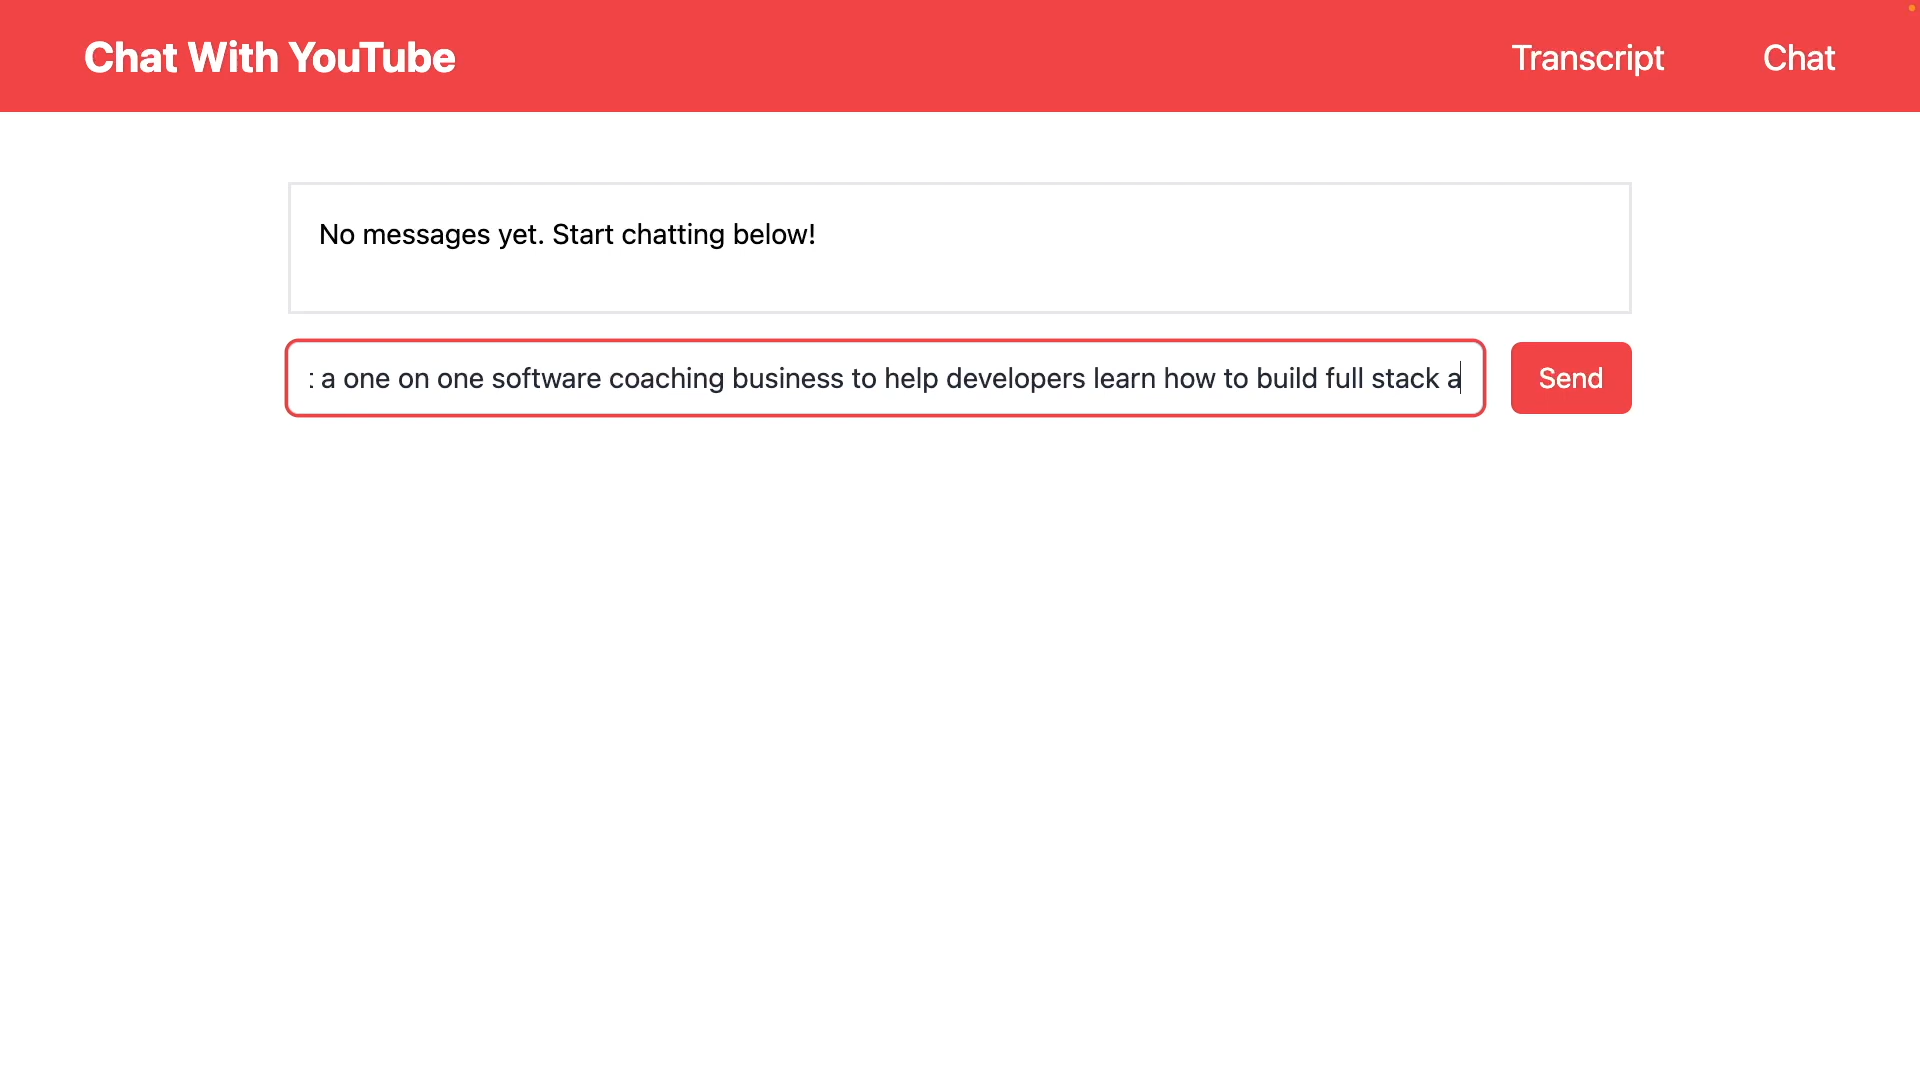 Chat With YouTube
Transcript
Chat
No messages yet. Start chatting below!
a one on one software coaching business to help developers learn how to build full stack a
Send